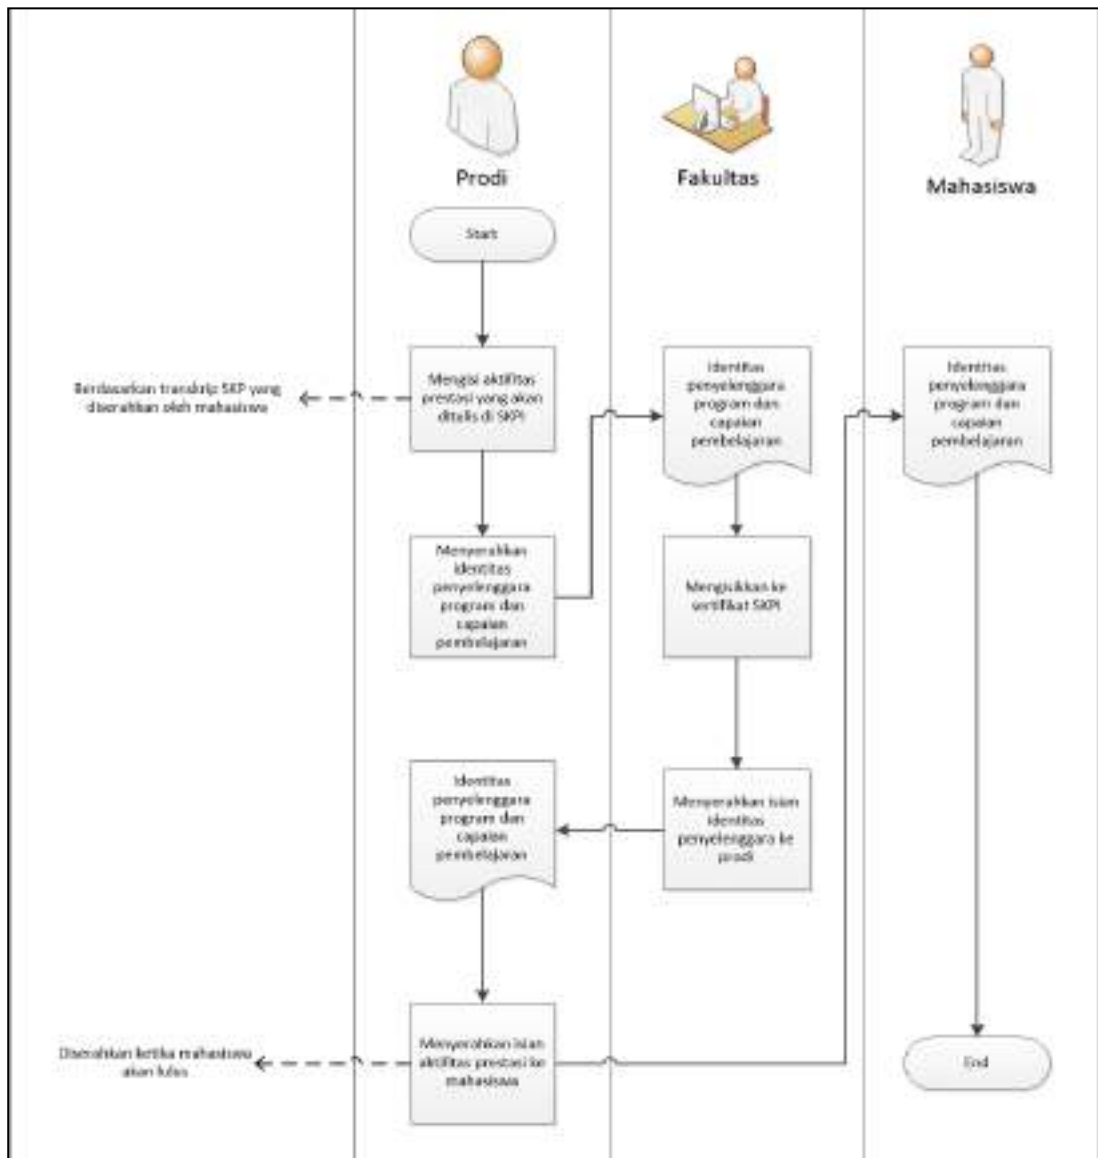 Prodi
Fakultas
Mahasiswa
Start
Berdasarkan transkrip SKP yang
diserahkan oleh mahasiswa
Mengisi aktifitas
prestasi yang akan
ditulis di SKPI
Identitas
penyelenggara
program dan
capaian
pembelajaran
Identitas
penyelenggara
program dan
capaian
pembelajaran
Menyerahkan
identitas
penyelenggara
program dan
capaian
pembelajaran
Mengisikkan ke
sertifikat SKPI
Identitas
penyelenggara
program dan
capaian
pembelajaran
Menyerahkan isian
identitas
penyelenggara ke
prodi
Diserahkan ketika mahasiswa
akan lulus
Menyerahkan isian
aktifitas prestasi ke
mahasiswa
End